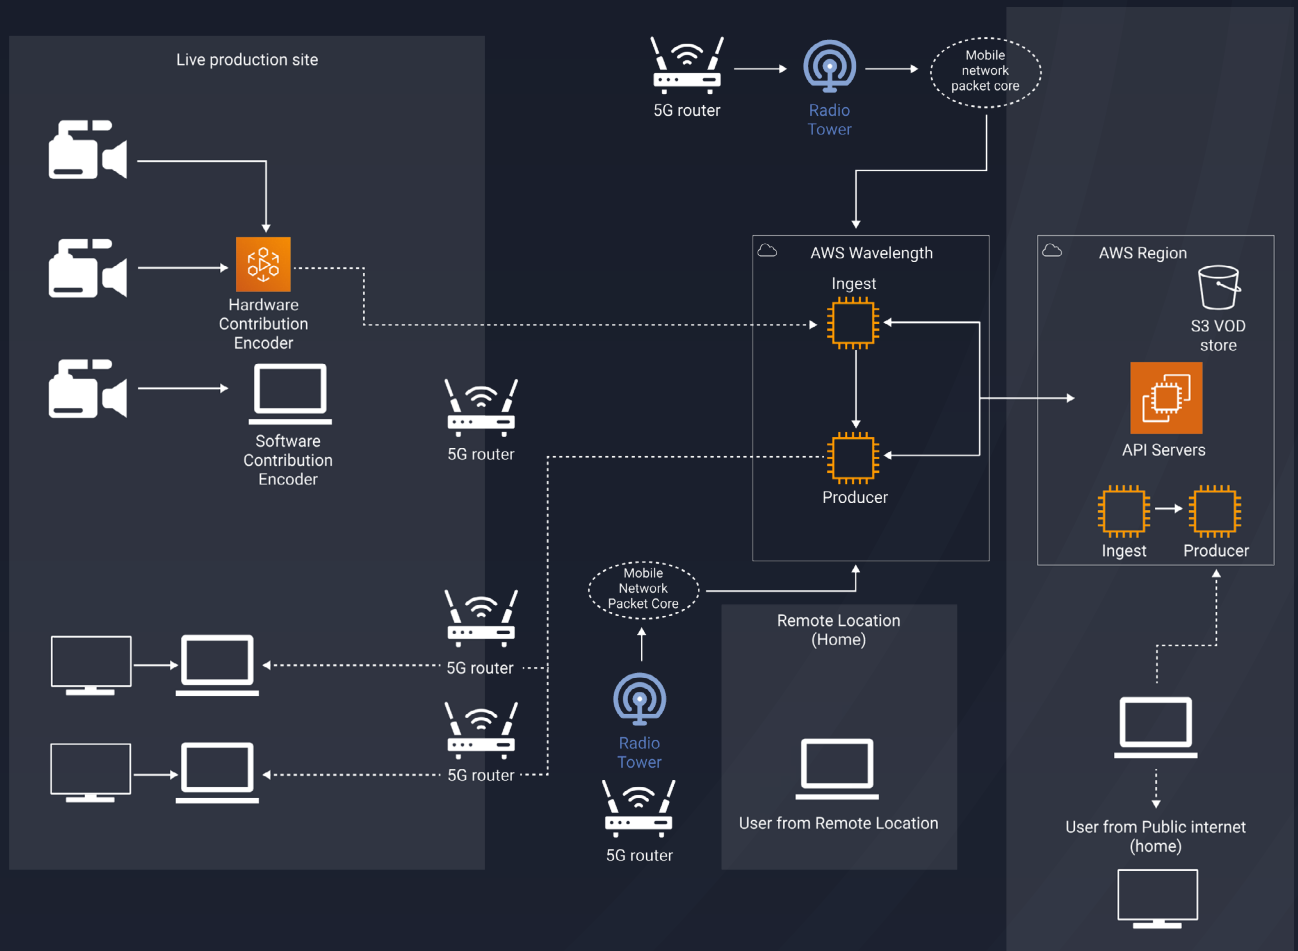 Live production site
5G router
Radio
Tower
Mobile
network
packet core
AWS Wavelength
Ingest
AWS Region
S3 VOD
store
Hardware
Contribution
Encoder
Software
Contribution
Encoder
5G router
API Servers
Producer
Ingest
Producer
Mobile
Network
Packet Core
Remote Location
(Home)
5G router
Radio
Tower
5G router
User from Remote Location
User from Public internet
(home)
5G router